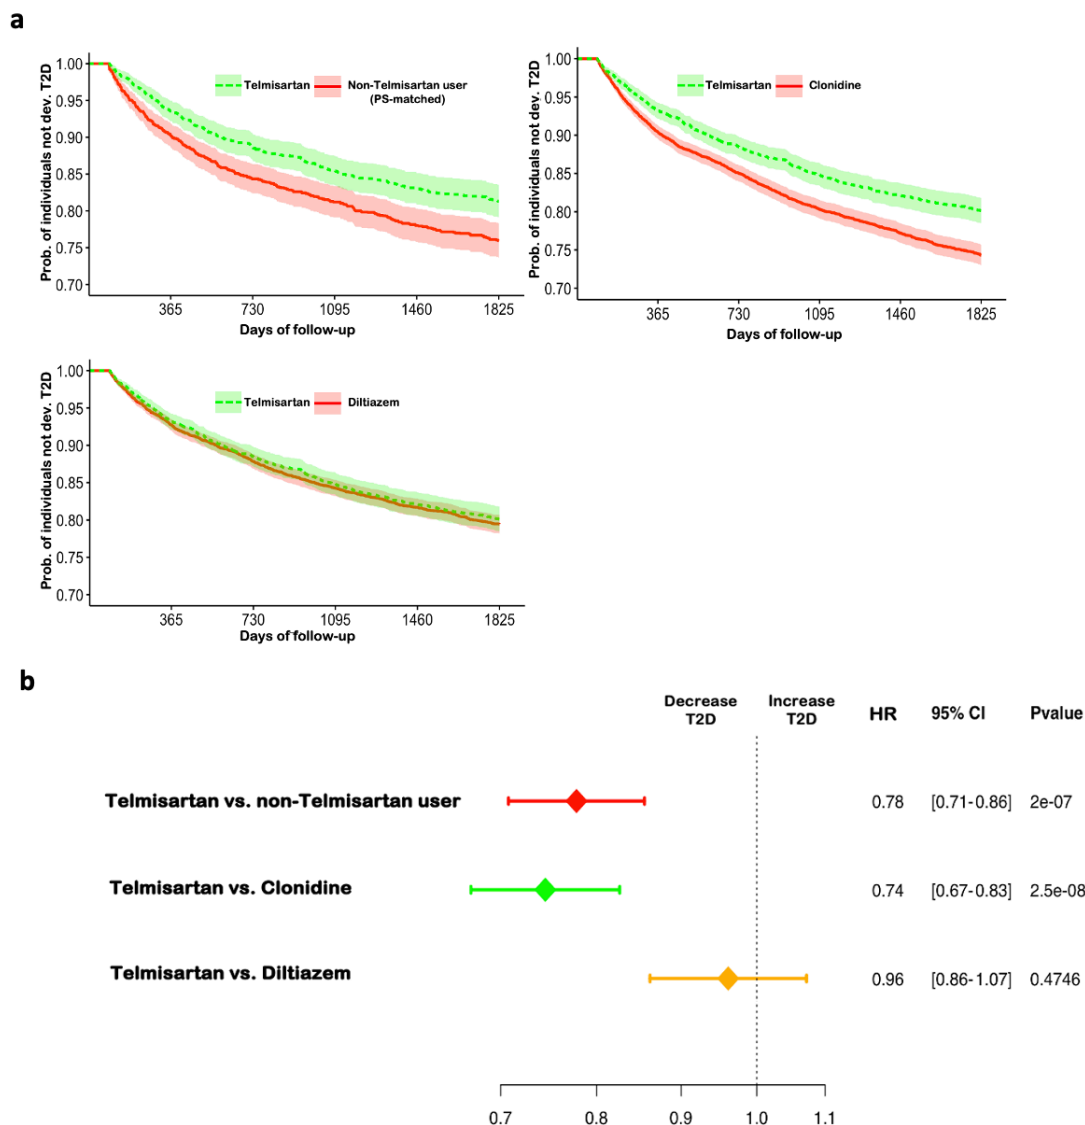 a
Prob. of individuals not dev. T2D
1.00
0.95
0.90
0.85
0.80
0.75
0.70
Telmisartan
Non-Telmisartan user
(PS-matched)
365 730 1095 1460 1825
Days of follow-up
Prob. of individuals not dev. T2D
1.00
0.95
0.90
0.85
0.80
0.75
0.70
Telmisartan
Clonidine
365 730 1095 1460 1825
Days of follow-up
Prob. of individuals not dev. T2D
1.00
0.95
0.90
0.85
0.80
0.75
0.70
Telmisartan
Diltiazem
365 730 1095 1460 1825
Days of follow-up
b
Decrease
T2D
Increase
T2D
HR 95% CI Pvalue
Telmisartan vs. non-Telmisartan user 0.78 [0.71-0.86] 2e-07
Telmisartan vs. Clonidine 0.74 [0.67-0.83] 2.5e-08
Telmisartan vs. Diltiazem 0.96 [0.86-1.07] 0.4746
0.7 0.8 0.9 1.0 1.1